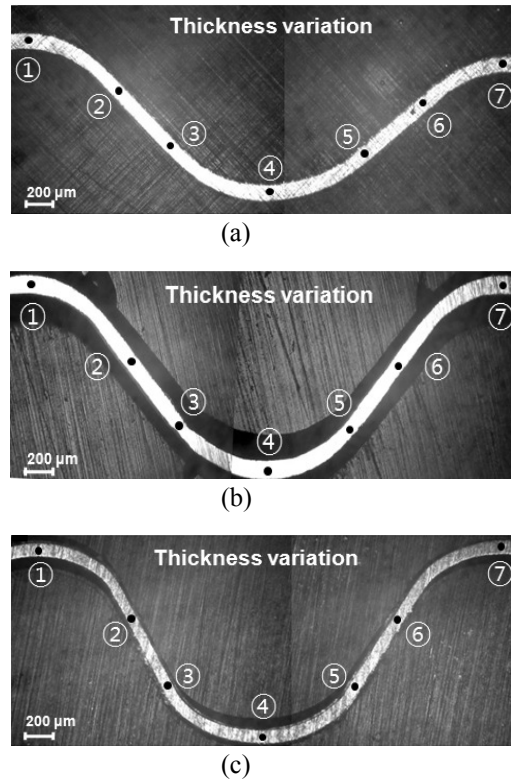 Thickness variation
① ② ③ ④ ⑤ ⑥ ⑦
200 µm
(a)
Thickness variation
① ② ③ ④ ⑤ ⑥ ⑦
200 µm
(b)
Thickness variation
① ② ③ ④ ⑤ ⑥ ⑦
200 µm
(c)